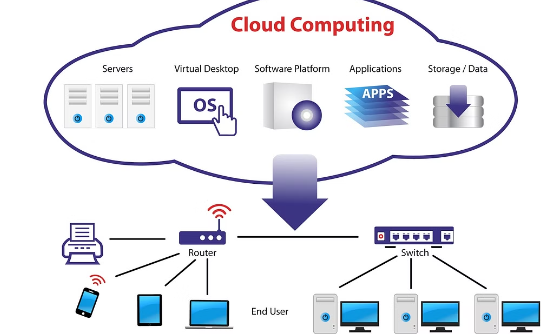 Cloud Computing
Servers
Virtual Desktop
Software Platform
Applications
Storage / Data
OS
APPS
Router
Switch
End User